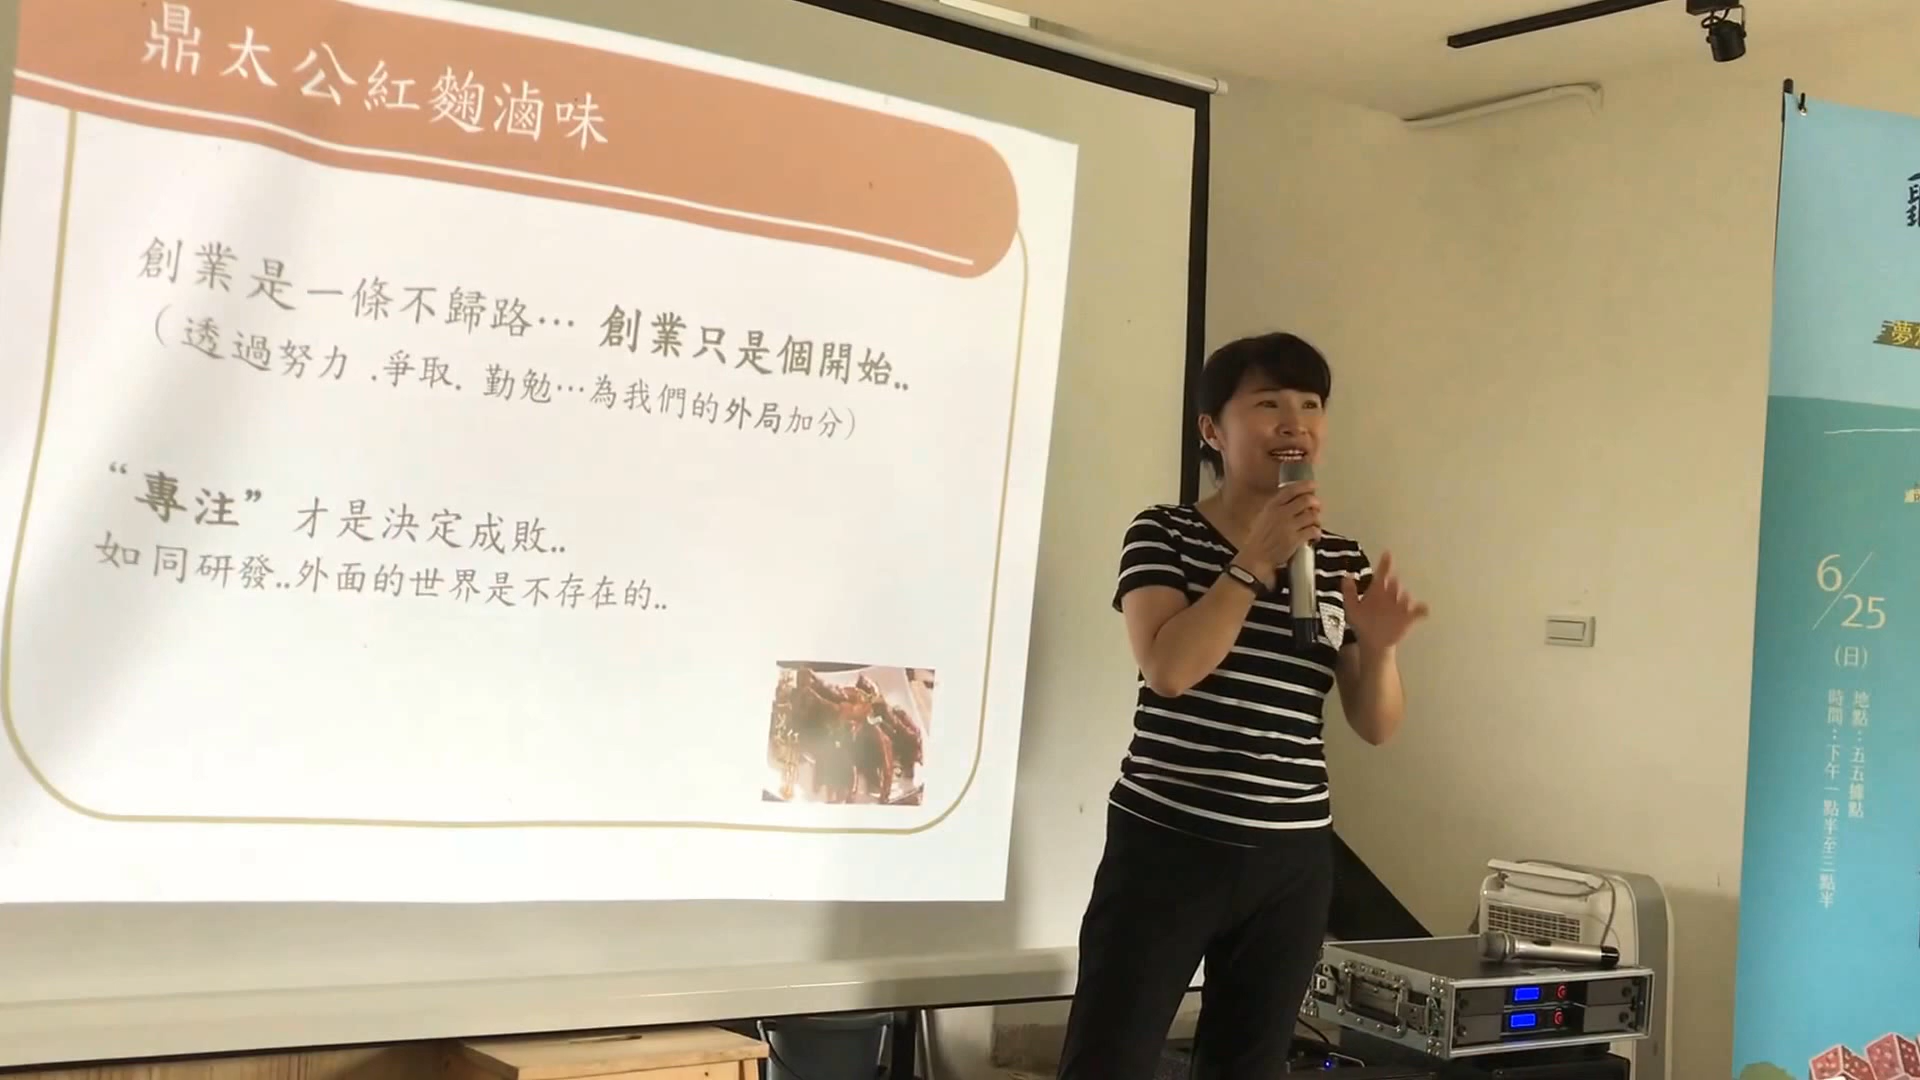 鼎太公紅麴滷味
創業是一條不歸路… 創業只是個開始..
(透過努力 .爭取. 勤勉…為我們的外局加分)
“專注” 才是決定成敗..
如同研發..外面的世界是不存在的..
6/25
(日)
地點：五五據點
時間：下午一點半至三點半